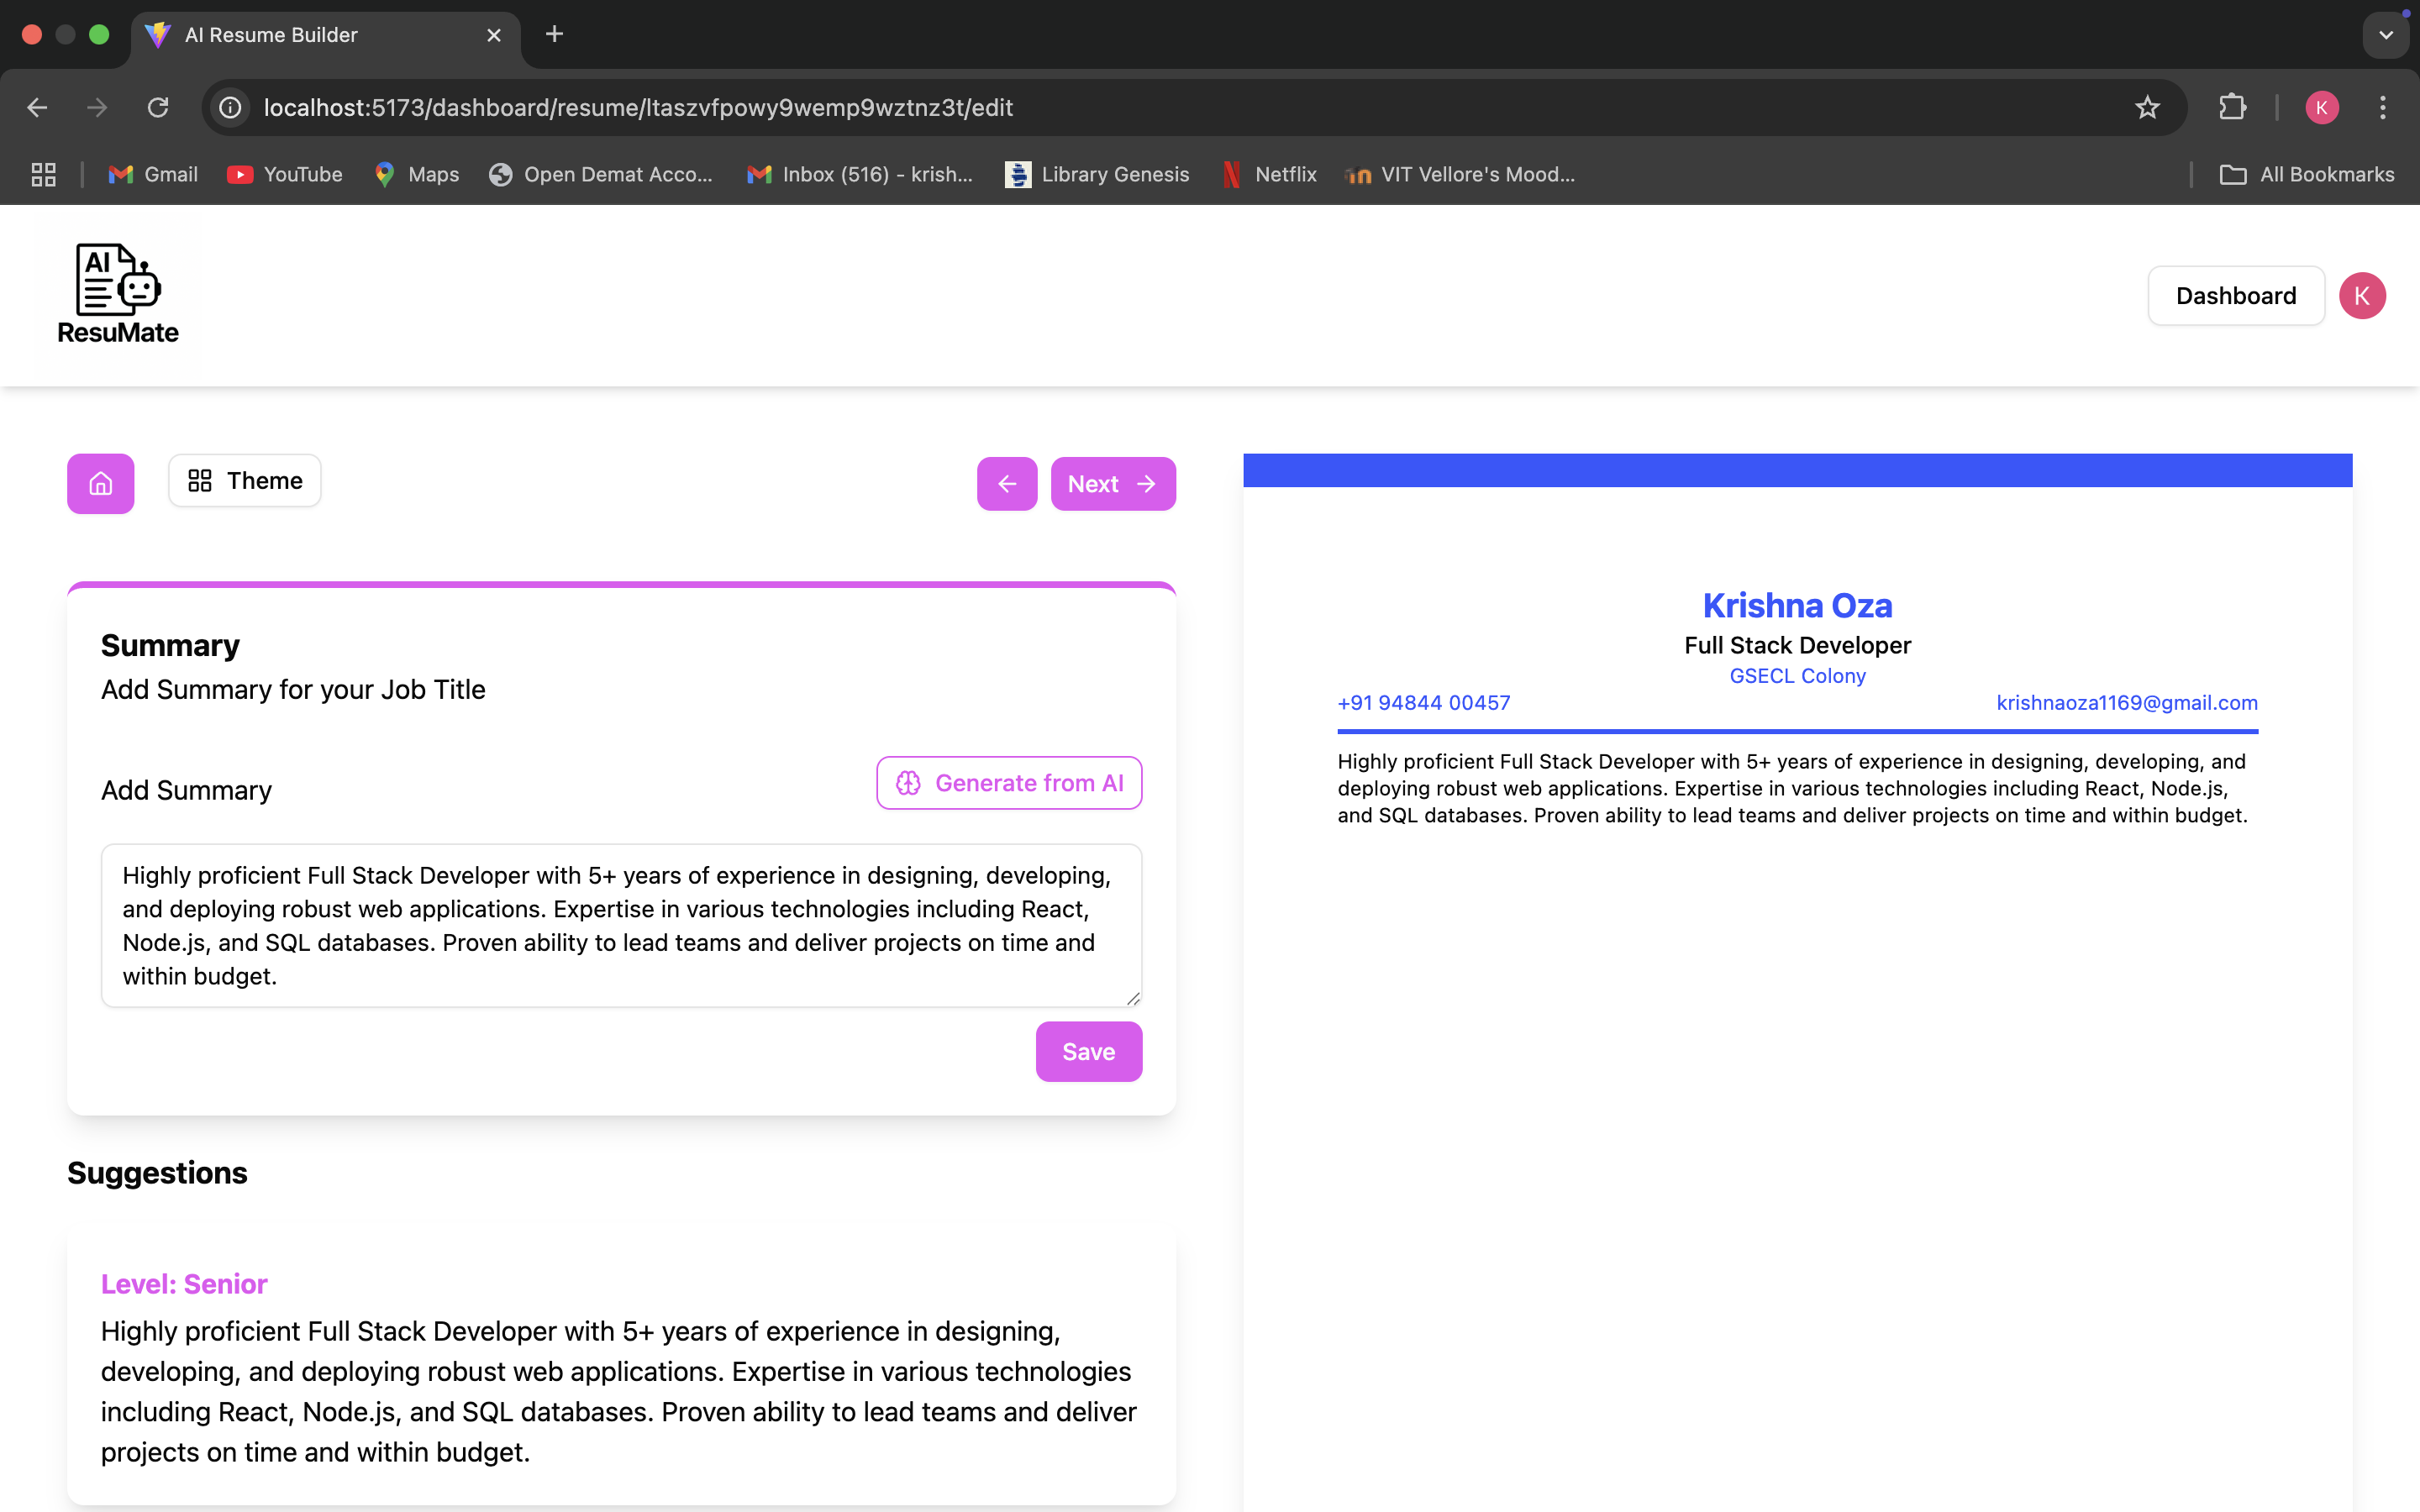 AI Resume Builder
localhost:5173/dashboard/resume/ltaszvfpowy9wemp9wztnz3t/edit
K
Gmail
YouTube
Maps
Open Demat Acco...
Inbox (516) - krish...
Library Genesis
Netflix
VIT Vellore's Mood...
All Bookmarks
AI
ResuMate
Dashboard
K
Theme
Next
Summary
Add Summary for your Job Title
Add Summary
Generate from AI
Highly proficient Full Stack Developer with 5+ years of experience in designing, developing,
and deploying robust web applications. Expertise in various technologies including React,
Node.js, and SQL databases. Proven ability to lead teams and deliver projects on time and
within budget.
Save
Suggestions
Level: Senior
Highly proficient Full Stack Developer with 5+ years of experience in designing,
developing, and deploying robust web applications. Expertise in various technologies
including React, Node.js, and SQL databases. Proven ability to lead teams and deliver
projects on time and within budget.
Krishna Oza
Full Stack Developer
GSECL Colony
+91 94844 00457
krishnaoza1169@gmail.com
Highly proficient Full Stack Developer with 5+ years of experience in designing, developing, and
deploying robust web applications. Expertise in various technologies including React, Node.js,
and SQL databases. Proven ability to lead teams and deliver projects on time and within budget.